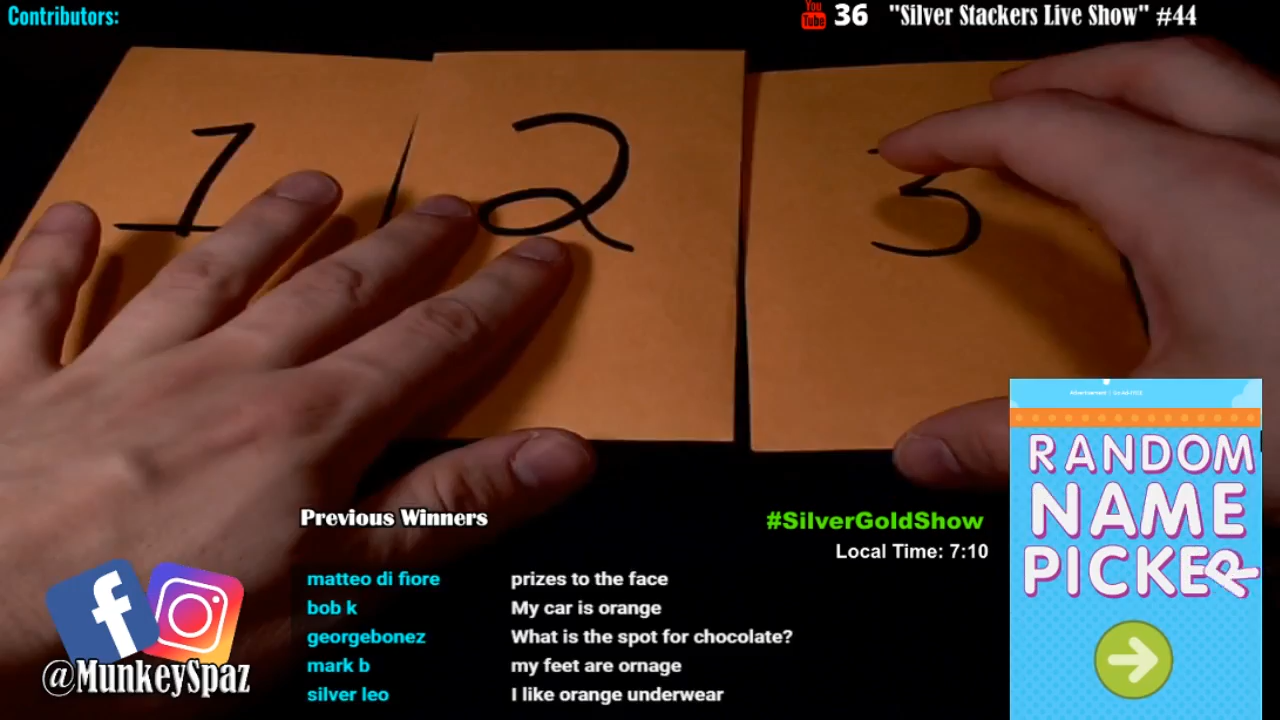 Contributors:
You Tube 36 "Silver Stackers Live Show" #44
1 2 3
RANDOM
NAME
PICKER
Previous Winners
#SilverGoldShow
Local Time: 7:10
matteo di fiore prizes to the face
bob k My car is orange
georgebonez What is the spot for chocolate?
mark b my feet are ornage
silver leo I like orange underwear
@MunkeySpaz